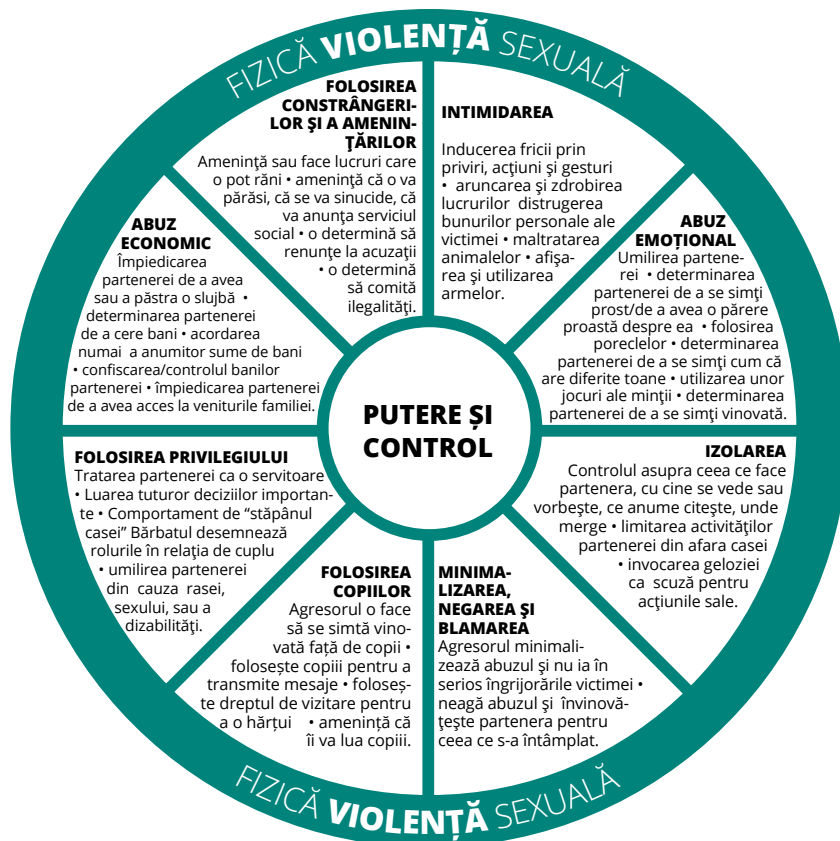 FIZICĂ VIOLENȚĂ SEXUALĂ
FOLOSIREA
CONSTRÂNGERI-
LOR ŞI A AMENIN-
ŢĂRILOR
Ameninţă sau face lucruri care
o pot răni • ameninţă că o va
părăsi, că se va sinucide, că
va anunţa serviciul
social • o determină să
renunţe la acuzaţii
• o determină
să comită
ilegalităţi.
INTIMIDAREA
Inducerea fricii prin
priviri, acţiuni şi gesturi
• aruncarea şi zdrobirea
lucrurilor distrugerea
bunurilor personale ale
victimei • maltratarea
animalelor • afişa-
rea şi utilizarea
armelor.
ABUZ
EMOȚIONAL
Umilirea partene-
rei • determinarea
partenerei de a se simţi
prost/de a avea o părere
proastă despre ea • folosirea
poreclelor • determinarea
partenerei de a se simţi cum că
are diferite toane • utilizarea unor
jocuri ale minţii • determinarea
partenerei de a se simţi vinovată.
IZOLAREA
Controlul asupra ceea ce face
partenera, cu cine se vede sau
vorbeşte, ce anume citeşte, unde
merge • limitarea activităţilor
partenerei din afara casei
• invocarea geloziei
ca scuză pentru
acţiunile sale.
MINIMA-
LIZAREA,
NEGAREA ŞI
BLAMAREA
Agresorul minimali-
zează abuzul şi nu ia în
serios îngrijorările victimei •
neagă abuzul şi învinovă-
ţeşte partenera pentru
ceea ce s-a întâmplat.
FOLOSIREA
COPIILOR
Agresorul o face
să se simtă vino-
vată față de copii •
folosește copiii pentru a
transmite mesaje • foloseș-
te dreptul de vizitare pentru
a o hărțui • amenință că
îi va lua copiii.
FOLOSIREA PRIVILEGIULUI
Tratarea partenerei ca o servitoare
• Luarea tuturor deciziilor importan-
te • Comportament de “stăpânul
casei” Bărbatul desemnează
rolurile în relaţia de cuplu
• umilirea partenerei
din cauza rasei,
sexului, sau a
dizabilităţi.
ABUZ
ECONOMIC
Împiedicarea
partenerei de a avea
sau a păstra o slujbă •
determinarea partenerei
de a cere bani • acordarea
numai a anumitor sume de bani
• confiscarea/controlul banilor
partenerei • împiedicarea partenerei
de a avea acces la veniturile familiei.
PUTERE ȘI
CONTROL
FIZICĂ VIOLENȚĂ SEXUALĂ